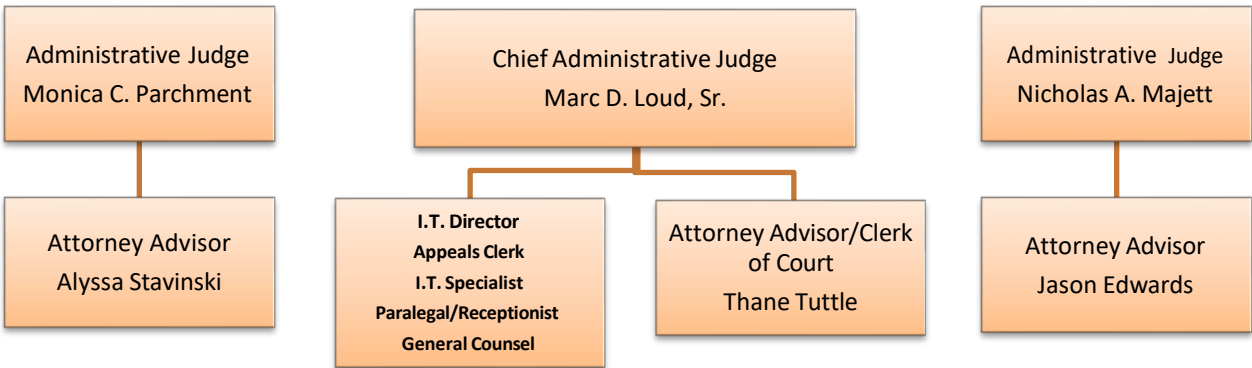 Administrative Judge
Monica C. Parchment
Chief Administrative Judge
Marc D. Loud, Sr.
Administrative Judge
Nicholas A. Majett
Attorney Advisor
Alyssa Stavinski
I.T. Director
Appeals Clerk
I.T. Specialist
Paralegal/Receptionist
General Counsel
Attorney Advisor/Clerk
of Court
Thane Tuttle
Attorney Advisor
Jason Edwards